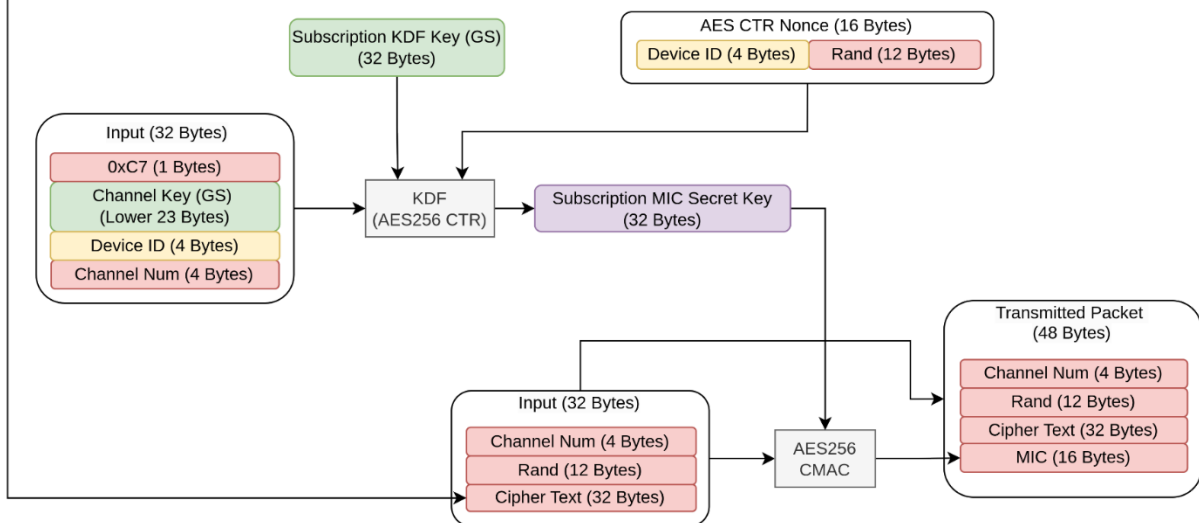 Subscription KDF Key (GS)
(32 Bytes)
AES CTR Nonce (16 Bytes)
Device ID (4 Bytes)
Rand (12 Bytes)
Input (32 Bytes)
0xC7 (1 Bytes)
Channel Key (GS)
(Lower 23 Bytes)
Device ID (4 Bytes)
Channel Num (4 Bytes)
KDF
(AES256 CTR)
Subscription MIC Secret Key
(32 Bytes)
Input (32 Bytes)
Channel Num (4 Bytes)
Rand (12 Bytes)
Cipher Text (32 Bytes)
AES256
CMAC
Transmitted Packet
(48 Bytes)
Channel Num (4 Bytes)
Rand (12 Bytes)
Cipher Text (32 Bytes)
MIC (16 Bytes)